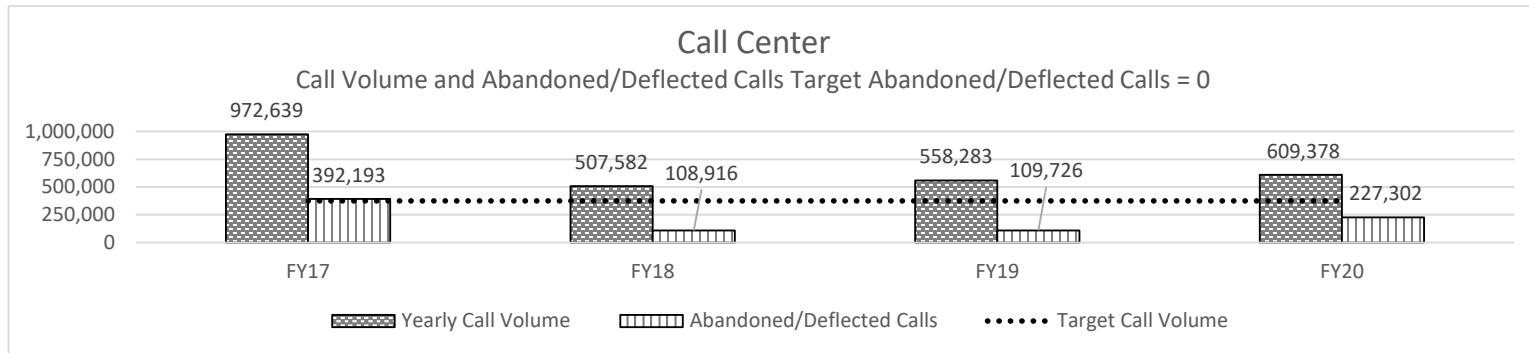 Call Center
Call Volume and Abandoned/Deflected Calls Target Abandoned/Deflected Calls = 0
972,639
1,000,000
750,000
500,000
250,000
0
392,193
507,582
108,916
558,283
109,726
609,378
227,302
FY17
FY18
FY19
FY20
Yearly Call Volume
Abandoned/Deflected Calls
Target Call Volume